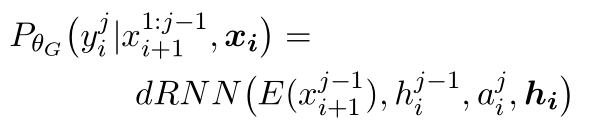 P_{θ_G}(y_i^j|x_{i+1}^{1:j−1}, x_i) =
dRNN(E(x_{i+1}^{j−1}), h_i^{j−1}, a_i^j, h_i)